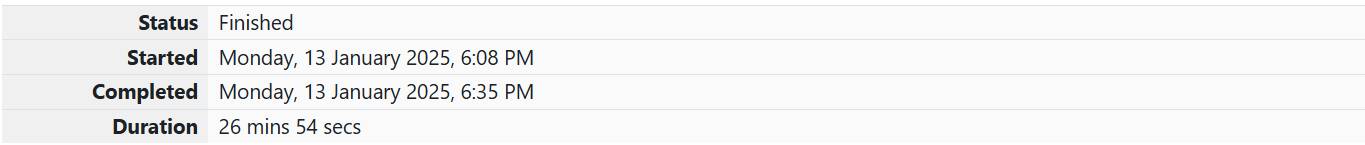 Status Finished
Started Monday, 13 January 2025, 6:08 PM
Completed Monday, 13 January 2025, 6:35 PM
Duration 26 mins 54 secs